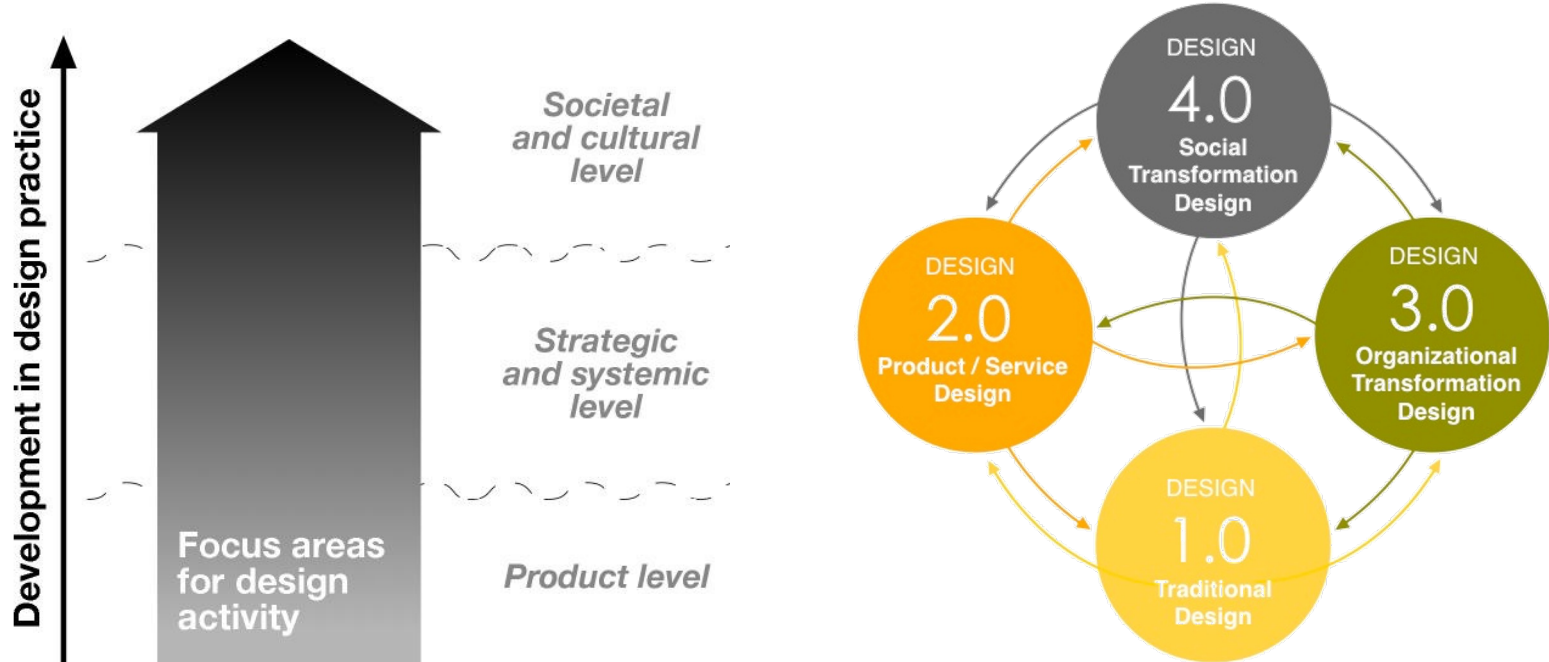 Development in design practice
Societal
and cultural
level
Strategic
and systemic
level
Focus areas
for design
activity
Product level
DESIGN
4.0
Social
Transformation
Design
DESIGN
2.0
Product / Service
Design
DESIGN
3.0
Organizational
Transformation
Design
DESIGN
1.0
Traditional
Design